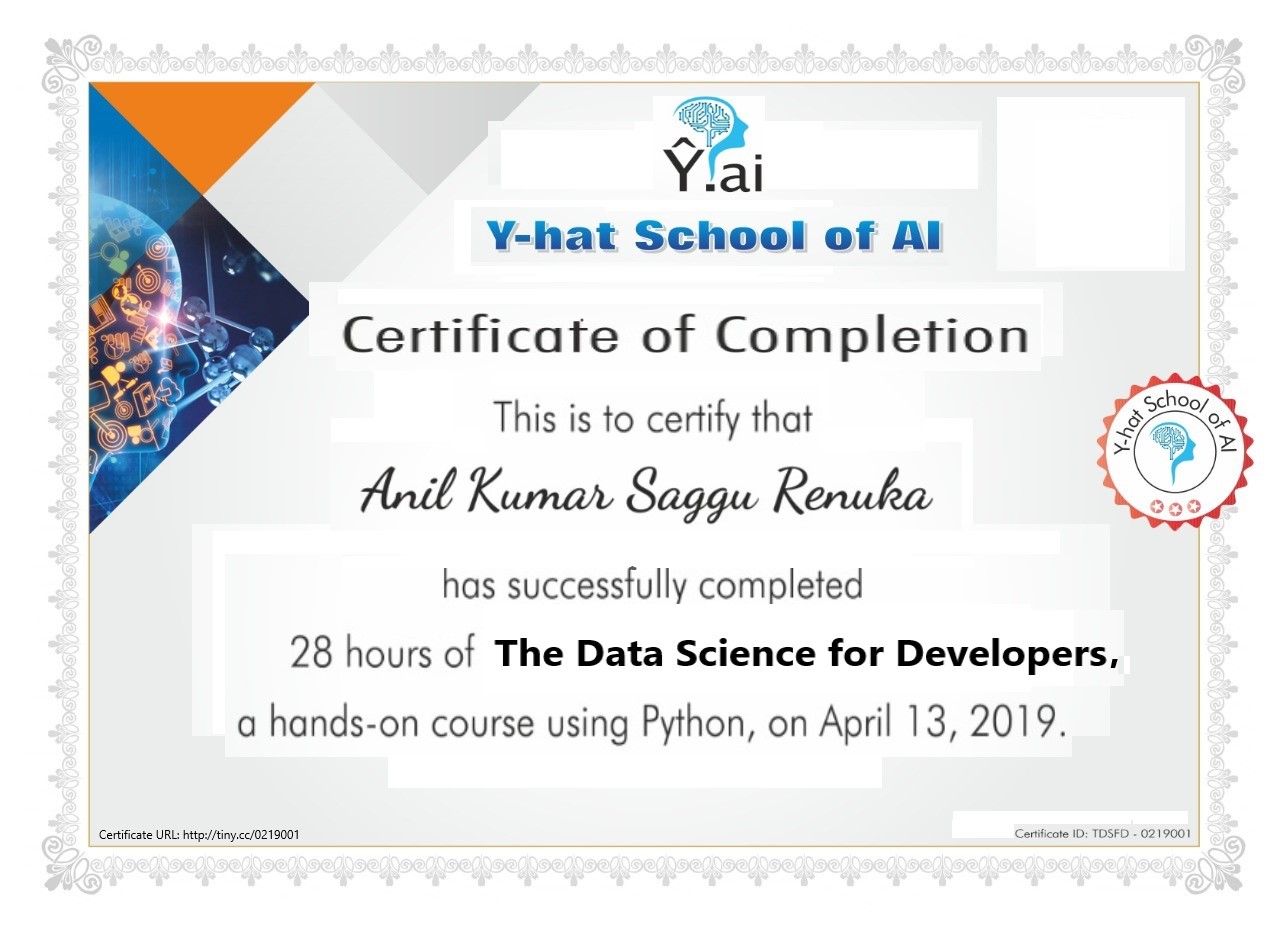 Ŷ.ai
Y-hat School of AI
Certificate of Completion
This is to certify that
Anil Kumar Saggu Renuka
Y-hat School of AI
has successfully completed
28 hours of The Data Science for Developers,
a hands-on course using Python, on April 13, 2019.
Certificate URL: http://tiny.cc/0219001
Certificate ID: TDSFD - 0219001